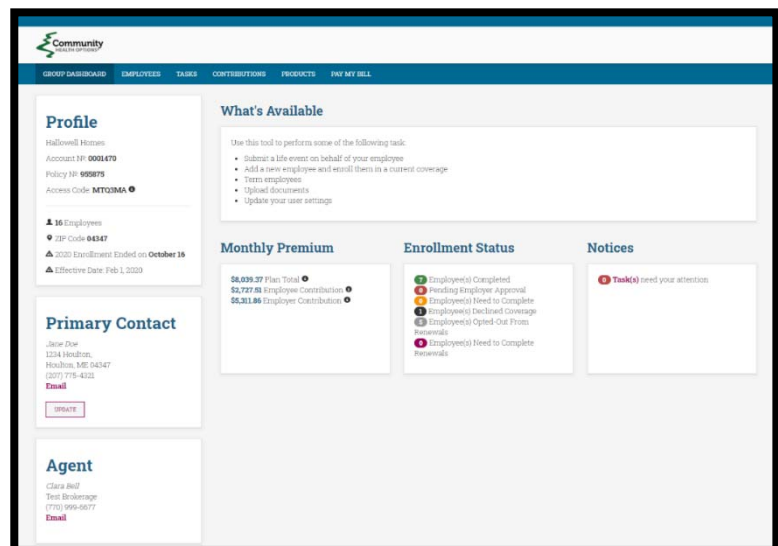 Community
HEALTH OPTIONS
GROUP DASHBOARD EMPLOYEES TASKS CONTRIBUTIONS PRODUCTS PAY MY BILL
Profile
Hallowell Homes
Account Nº: 0001470
Policy Nº: 955875
Access Code: MTQ3MA
16 Employees
ZIP Code 04347
2020 Enrollment Ended on October 16
Effective Date: Feb 1, 2020
Primary Contact
Jane Doe
1234 Houlton,
Houlton, ME 04347
(207) 775-4321
Email
UPDATE
Agent
Clara Bell
Test Brokerage
(770) 999-6677
Email
What's Available
Use this tool to perform some of the following task:
• Submit a life event on behalf of your employee
• Add a new employee and enroll them in a current coverage
• Term employees
• Upload documents
• Update your user settings
Monthly Premium
$8,039.37 Plan Total
$2,727.51 Employee Contribution
$5,311.86 Employer Contribution
Enrollment Status
7 Employee(s) Completed
Pending Employer Approval
Employee(s) Need to Complete
1 Employee(s) Declined Coverage
Employee(s) Opted-Out From
Renewals
Employee(s) Need to Complete
Renewals
Notices
Task(s) need your attention